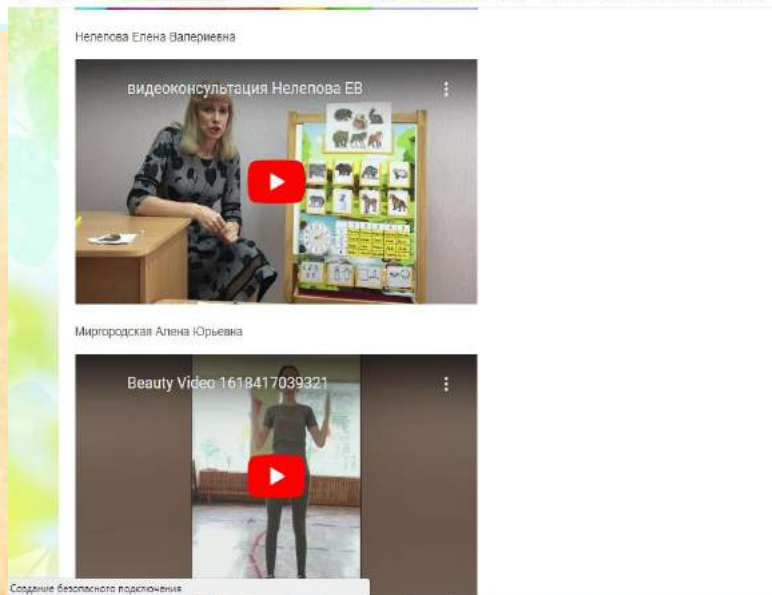 Нелепова Елена Валериевна
видеоконсультация Нелепова ЕВ
Миргородская Алена Юрьевна
Beauty Video 1618417039321
Создание безопасного подключения